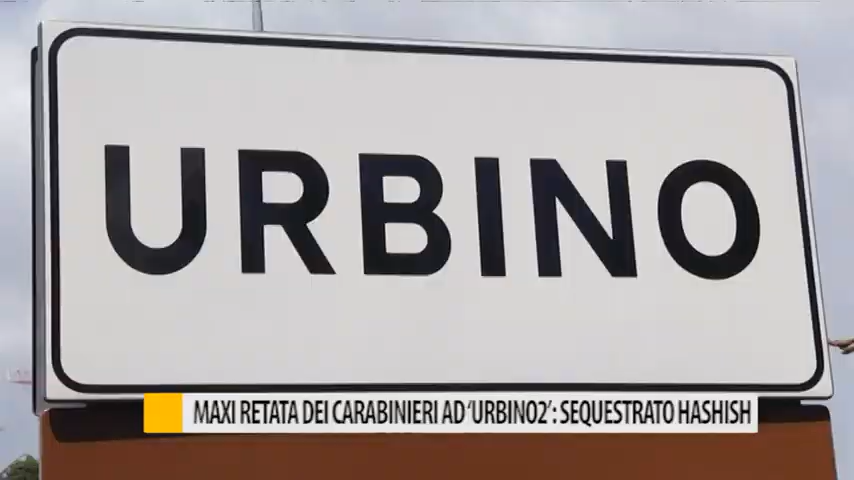 URBINO
MAXI RETATA DEI CARABINIERI AD ‘URBINO2’: SEQUESTRATO HASHISH